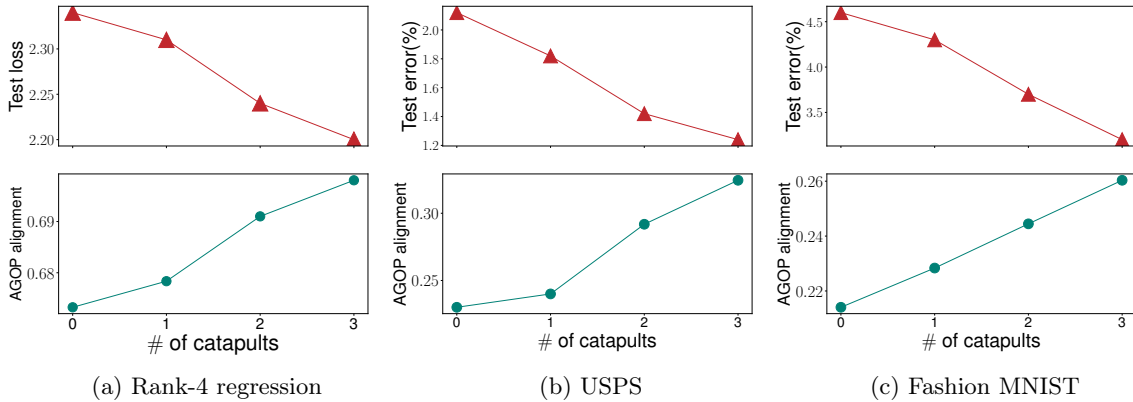 Test loss
2.30
2.25
2.20
AGOP alignment
0.69
0.68
0 1 2 3
# of catapults
(a) Rank-4 regression
Test error(%)
2.0
1.8
1.6
1.4
1.2
AGOP alignment
0.30
0.25
0 1 2 3
# of catapults
(b) USPS
Test error(%)
4.5
4.0
3.5
AGOP alignment
0.26
0.24
0.22
0 1 2 3
# of catapults
(c) Fashion MNIST